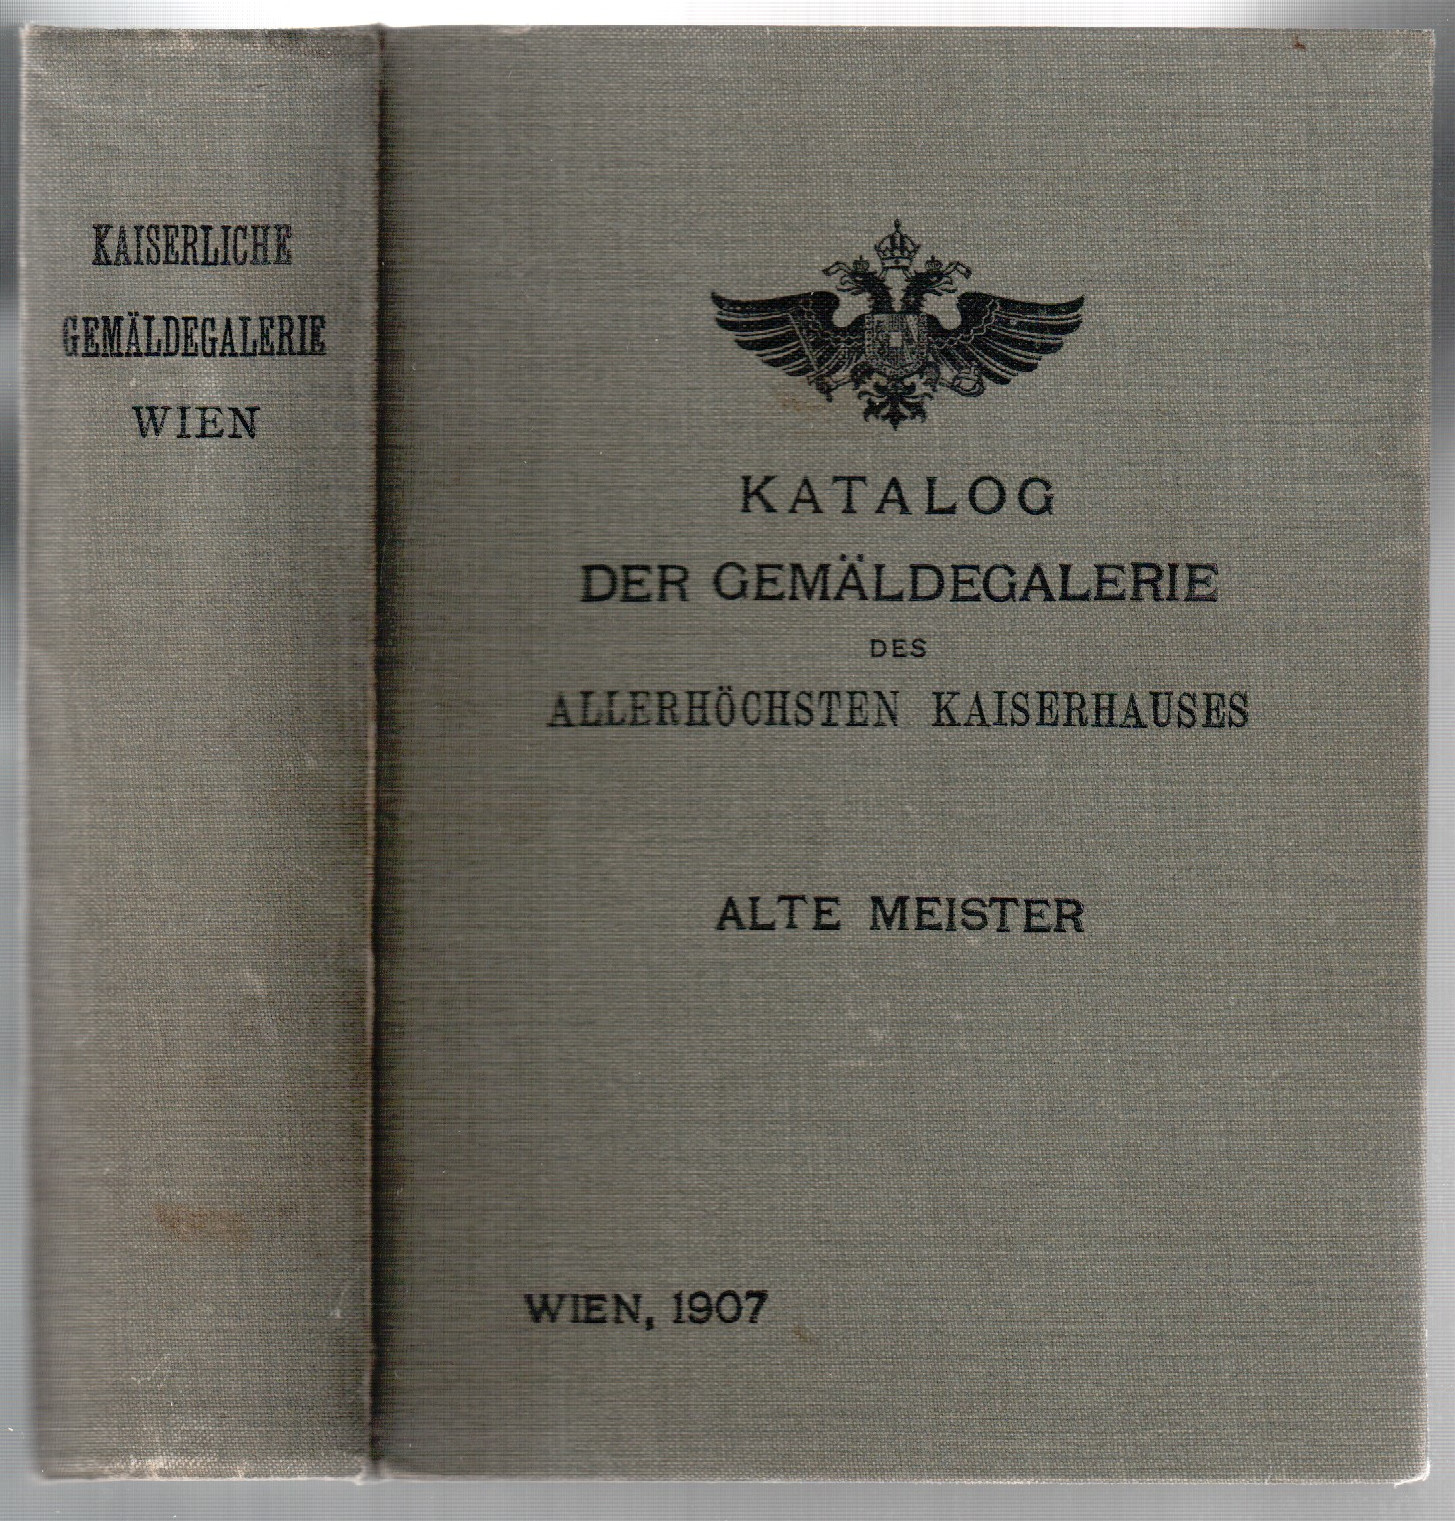 KAISERLICHE
GEMÄLDEGALERIE
WIEN
KATALOG
DER GEMÄLDEGALERIE
DES
ALLERHÖCHSTEN KAISERHAUSES
ALTE MEISTER
WIEN, 1907